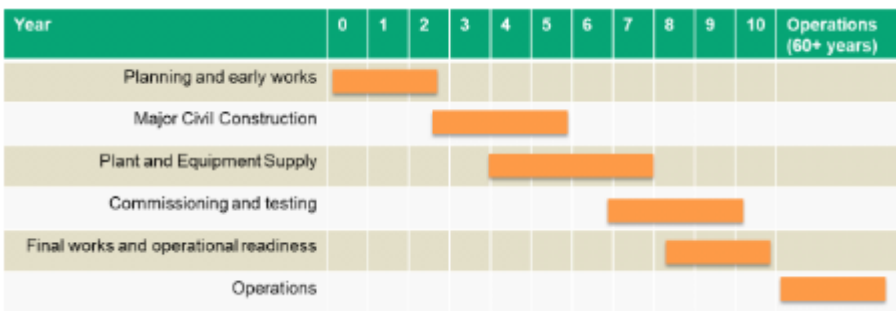 Year 0 1 2 3 4 5 6 7 8 9 10 Operations
(60+ years)
Planning and early works
Major Civil Construction
Plant and Equipment Supply
Commissioning and testing
Final works and operational readiness
Operations